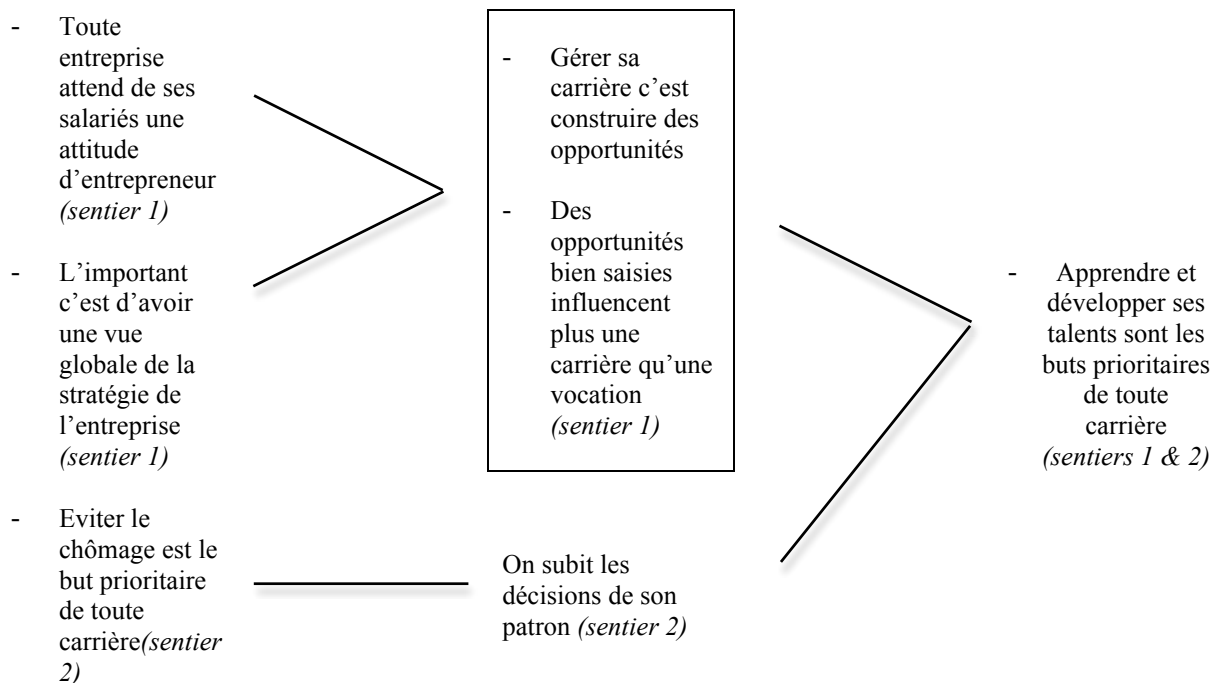 - Toute
entreprise
attend de ses
salariés une
attitude
d’entrepreneur
(sentier 1)
- L’important
c’est d’avoir
une vue
globale de la
stratégie de
l’entreprise
(sentier 1)
- Eviter le
chômage est le
but prioritaire
de toute
carrière(sentier
2)
- Gérer sa
carrière c’est
construire des
opportunités
- Des
opportunités
bien saisies
influencent
plus une
carrière qu’une
vocation
(sentier 1)
On subit les
décisions de son
patron (sentier 2)
- Apprendre et
développer ses
talents sont les
buts prioritaires
de toute
carrière
(sentiers 1 & 2)